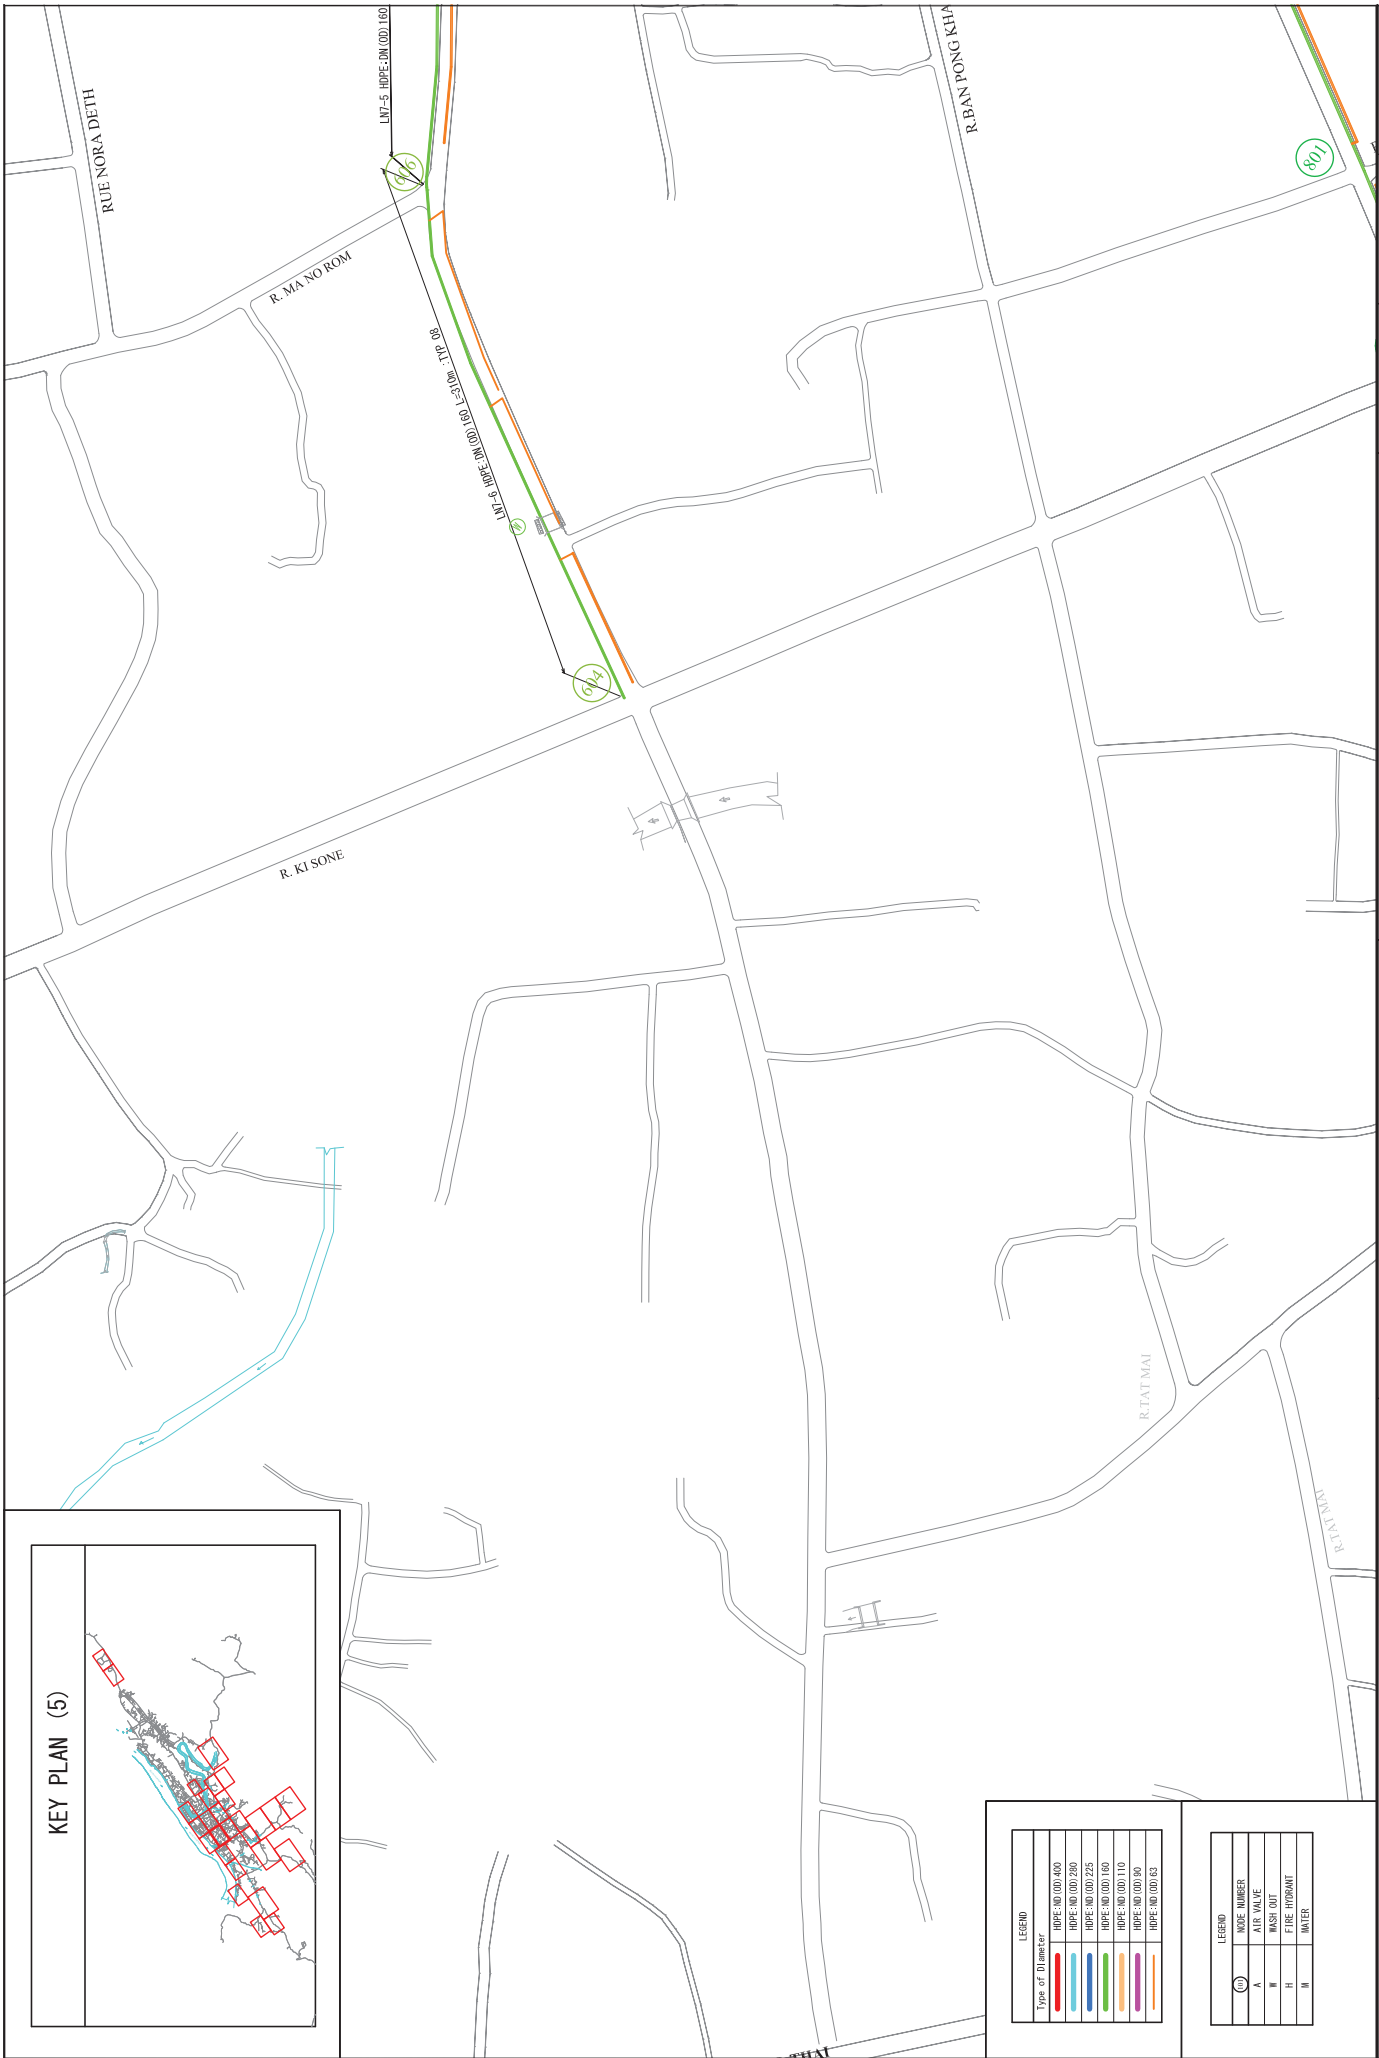 LN7-5 HDPE:DN(OD)160
RUE NORA DETH
R.BAN PONG KHA
606
801
R. MA NO ROM
LN7-6 HDPE:DN(OD)160 L=310m :TYP 08
W
604
R. KI SONE
R.TAT MAI
R.TAT MAI
KEY PLAN (5)
LEGEND
Type of Diameter
HDPE:ND(OD)400
HDPE:ND(OD)280
HDPE:ND(OD)225
HDPE:ND(OD)160
HDPE:ND(OD)110
HDPE:ND(OD)90
HDPE:ND(OD)63
LEGEND
101 NODE NUMBER
A AIR VALVE
W WASH OUT
H FIRE HYDRANT
M MATER
THAI